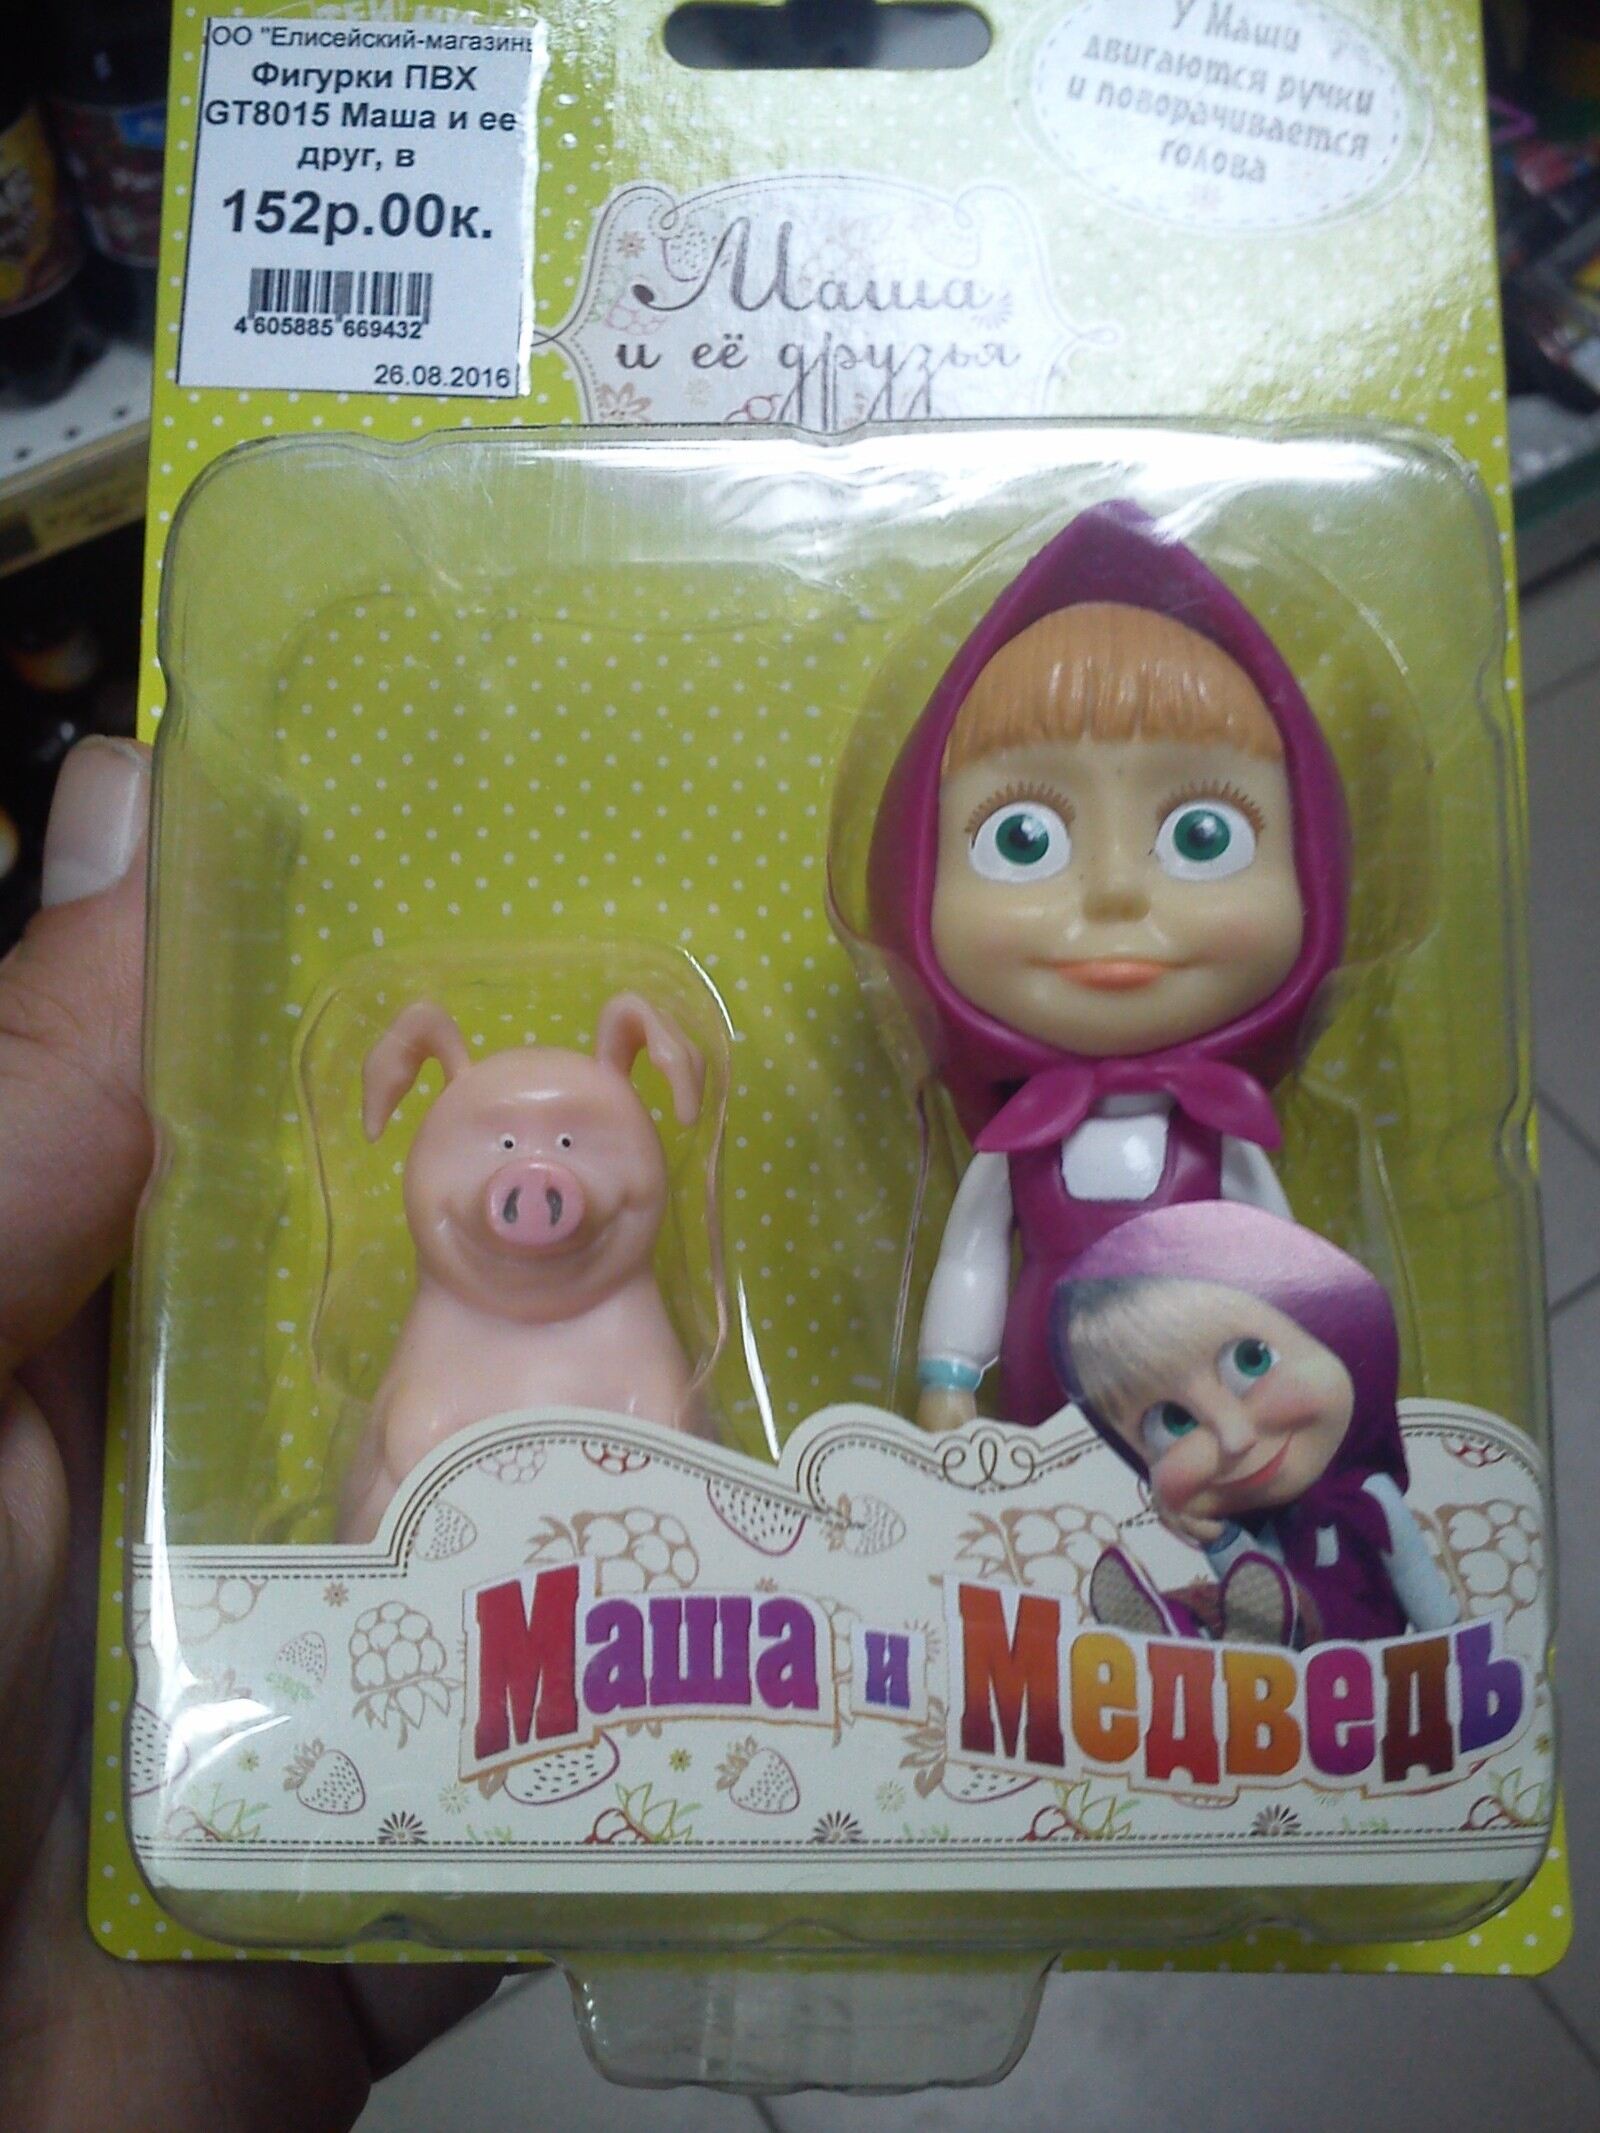 ОО "Елисейский-магазинь
Фигурки ПВХ
GT8015 Маша и ее
друг, в
152р.00к.
4 605885 669432
26.08.2016
У Маши
двигаются ручки
и поворачивается
голова
Маша
и её друзья
Маша и Медведь